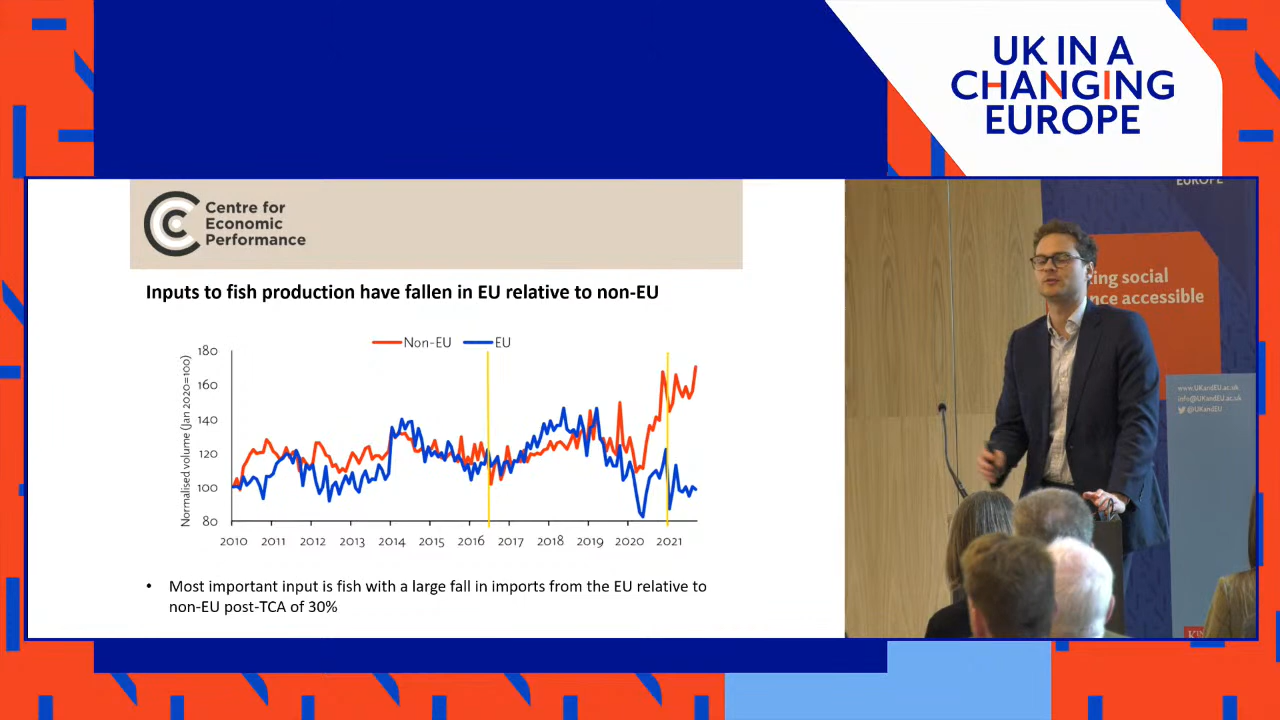 UK IN A
CHANGING
EUROPE
Centre for
Economic
Performance
Inputs to fish production have fallen in EU relative to non-EU
Non-EU EU
Normalised volume (Jan 2020=100)
180
160
140
120
100
80
2010 2011 2012 2013 2014 2015 2016 2017 2018 2019 2020 2021
• Most important input is fish with a large fall in imports from the EU relative to
non-EU post-TCA of 30%
EUROPE
ing social
nce accessible
www.UKandEU.ac.uk
info@UKandEU.ac.uk
@UKandEU